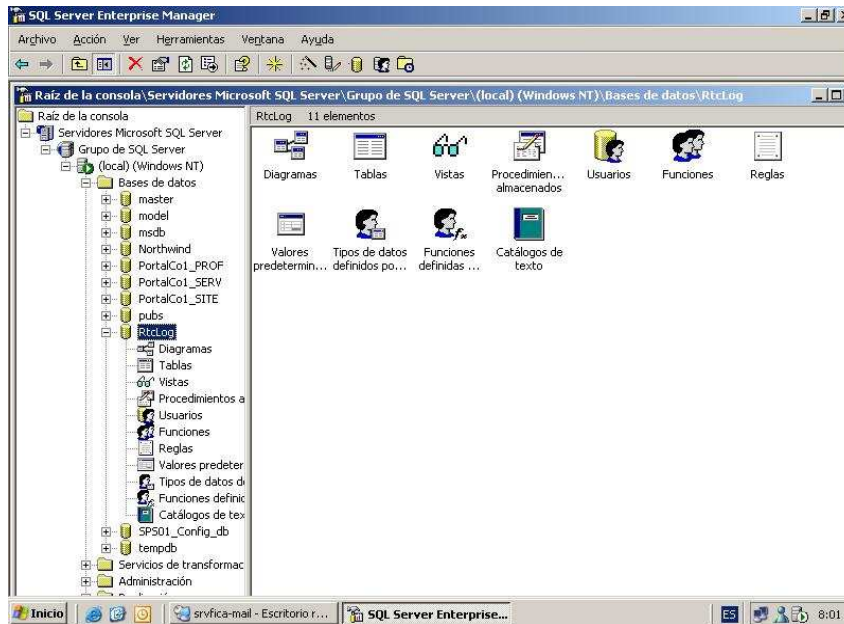 SQL Server Enterprise Manager
Archivo Acción Ver Herramientas Ventana Ayuda
Raíz de la consola\Servidores Microsoft SQL Server\Grupo de SQL Server\(local) (Windows NT)\Bases de datos\RtcLog
Raíz de la consola
Servidores Microsoft SQL Server
Grupo de SQL Server
(local) (Windows NT)
Bases de datos
master
model
msdb
Northwind
PortalCo1_PROF
PortalCo1_SERV
PortalCo1_SITE
pubs
RtcLog
Diagramas
Tablas
Vistas
Procedimientos a
Usuarios
Funciones
Reglas
Valores predeter
Tipos de datos d
Funciones definic
Catálogos de tex
SPS01_Config_db
tempdb
Servicios de transformac
Administración
RtcLog 11 elementos
Diagramas
Tablas
Vistas
Procedimien...
almacenados
Usuarios
Funciones
Reglas
Valores
predetermin...
Tipos de datos
definidos po...
Funciones
definidas ...
Catálogos de
texto
Inicio
srvfica-mail - Escritorio r...
SQL Server Enterprise...
ES
8:01